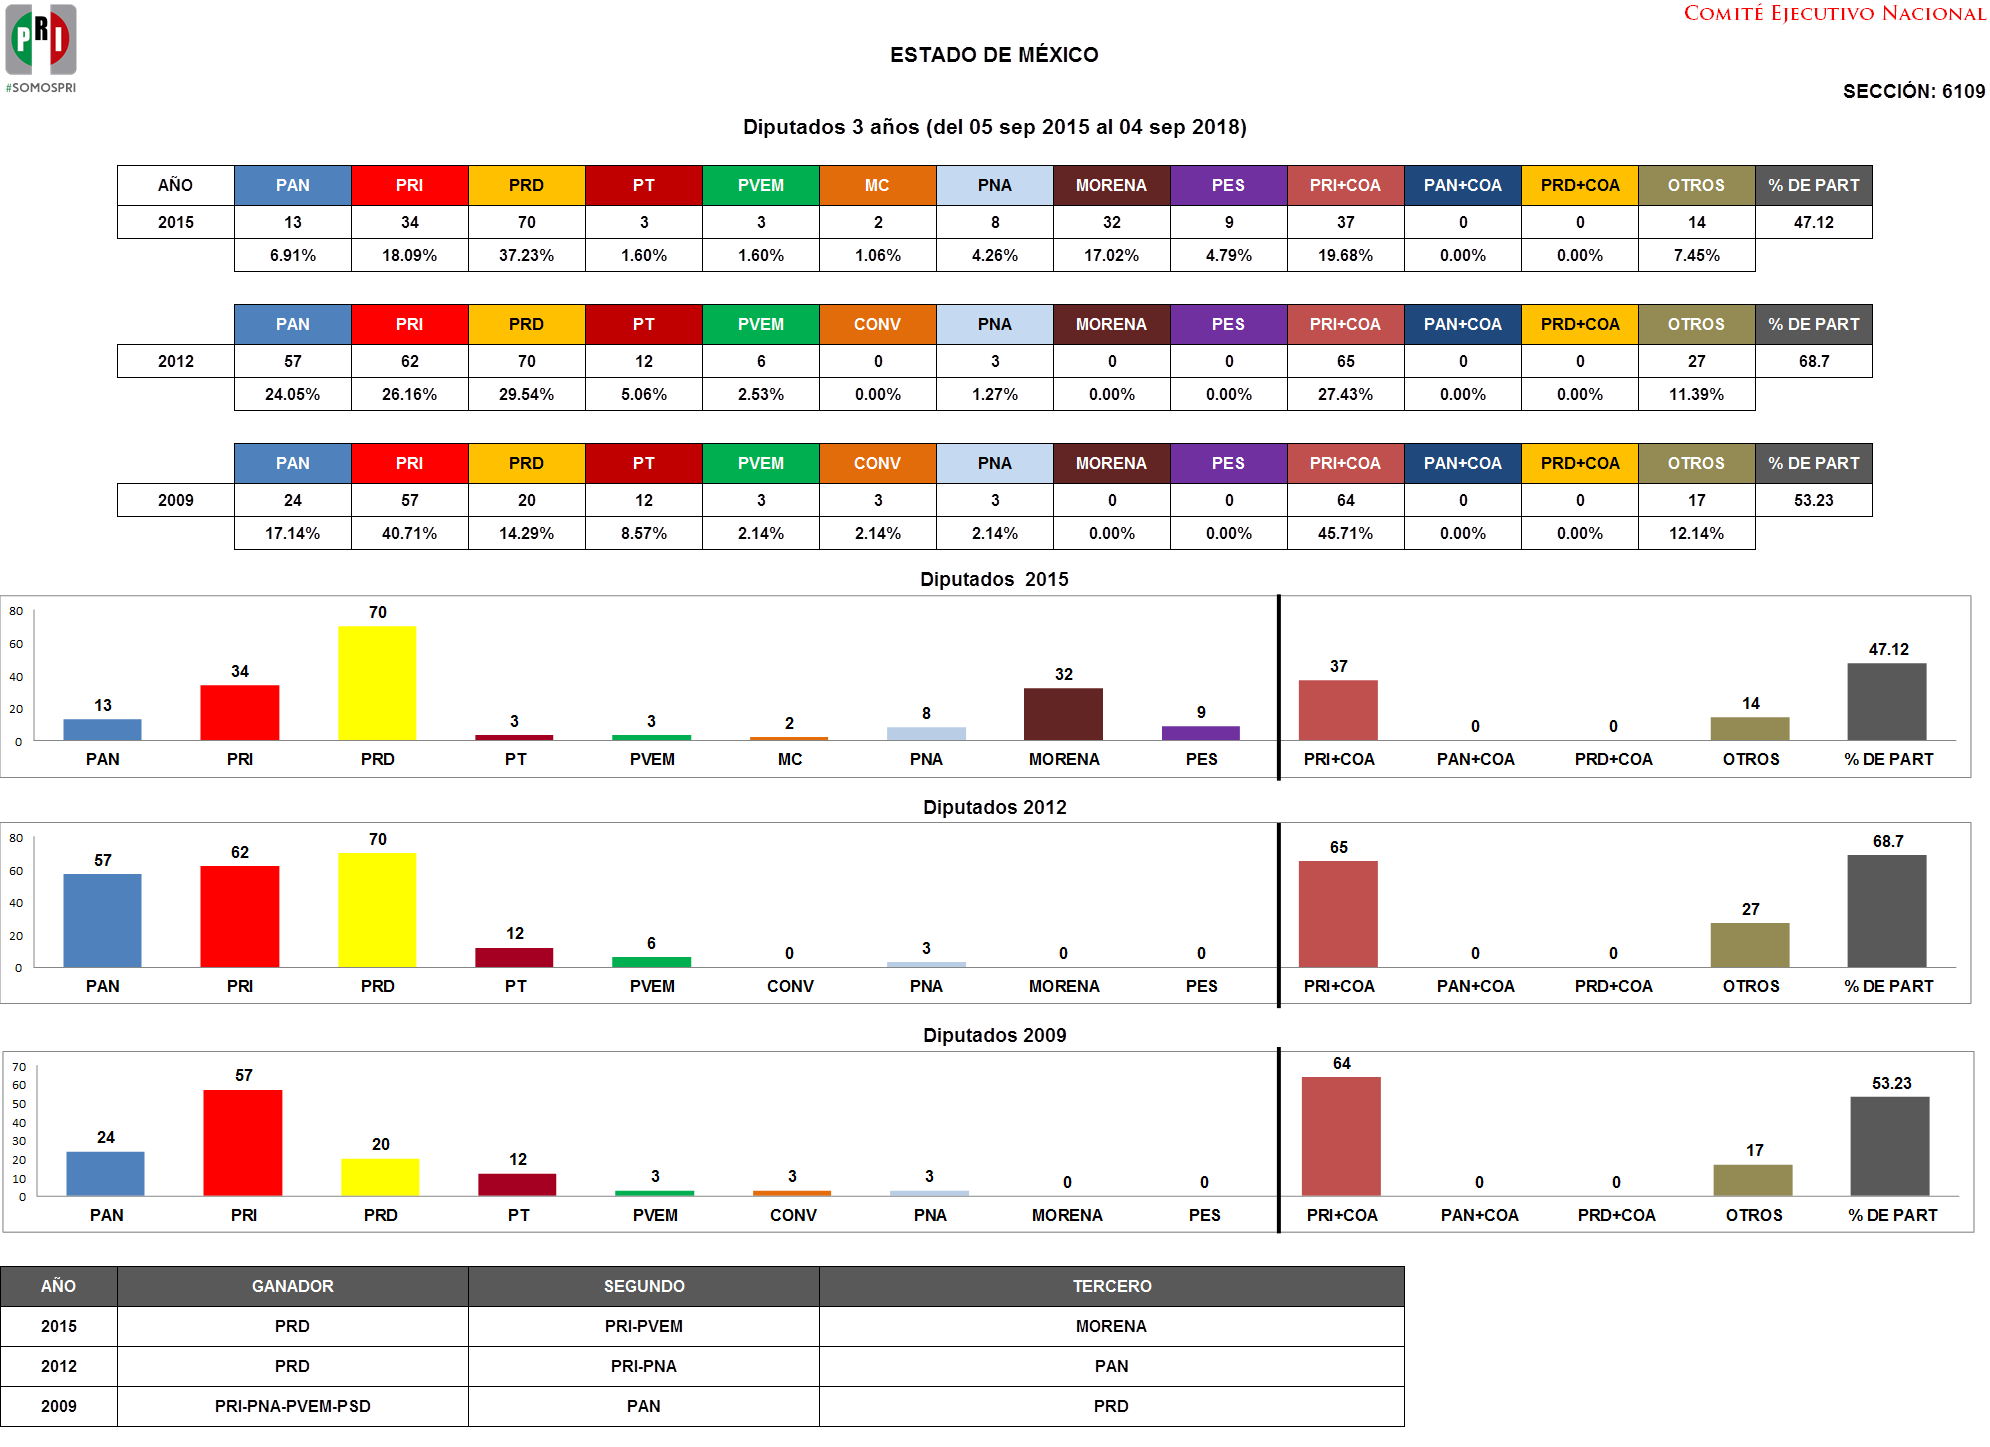 PRI
#SOMOSPRI
COMITÉ EJECUTIVO NACIONAL
ESTADO DE MÉXICO
SECCIÓN: 6109
Diputados 3 años (del 05 sep 2015 al 04 sep 2018)
AÑO PAN PRI PRD PT PVEM MC PNA MORENA PES PRI+COA PAN+COA PRD+COA OTROS % DE PART
2015 13 34 70 3 3 2 8 32 9 37 0 0 14 47.12
6.91% 18.09% 37.23% 1.60% 1.60% 1.06% 4.26% 17.02% 4.79% 19.68% 0.00% 0.00% 7.45%
PAN PRI PRD PT PVEM CONV PNA MORENA PES PRI+COA PAN+COA PRD+COA OTROS % DE PART
2012 57 62 70 12 6 0 3 0 0 65 0 0 27 68.7
24.05% 26.16% 29.54% 5.06% 2.53% 0.00% 1.27% 0.00% 0.00% 27.43% 0.00% 0.00% 11.39%
PAN PRI PRD PT PVEM CONV PNA MORENA PES PRI+COA PAN+COA PRD+COA OTROS % DE PART
2009 24 57 20 12 3 3 3 0 0 64 0 0 17 53.23
17.14% 40.71% 14.29% 8.57% 2.14% 2.14% 2.14% 0.00% 0.00% 45.71% 0.00% 0.00% 12.14%
Diputados 2015
80
60
40
20
0
13 34 70 3 3 2 8 32 9 37 0 0 14 47.12
PAN PRI PRD PT PVEM MC PNA MORENA PES PRI+COA PAN+COA PRD+COA OTROS % DE PART
Diputados 2012
80
60
40
20
0
57 62 70 12 6 0 3 0 0 65 0 0 27 68.7
PAN PRI PRD PT PVEM CONV PNA MORENA PES PRI+COA PAN+COA PRD+COA OTROS % DE PART
Diputados 2009
70
60
50
40
30
20
10
0
24 57 20 12 3 3 3 0 0 64 0 0 17 53.23
PAN PRI PRD PT PVEM CONV PNA MORENA PES PRI+COA PAN+COA PRD+COA OTROS % DE PART
AÑO GANADOR SEGUNDO TERCERO
2015 PRD PRI-PVEM MORENA
2012 PRD PRI-PNA PAN
2009 PRI-PNA-PVEM-PSD PAN PRD